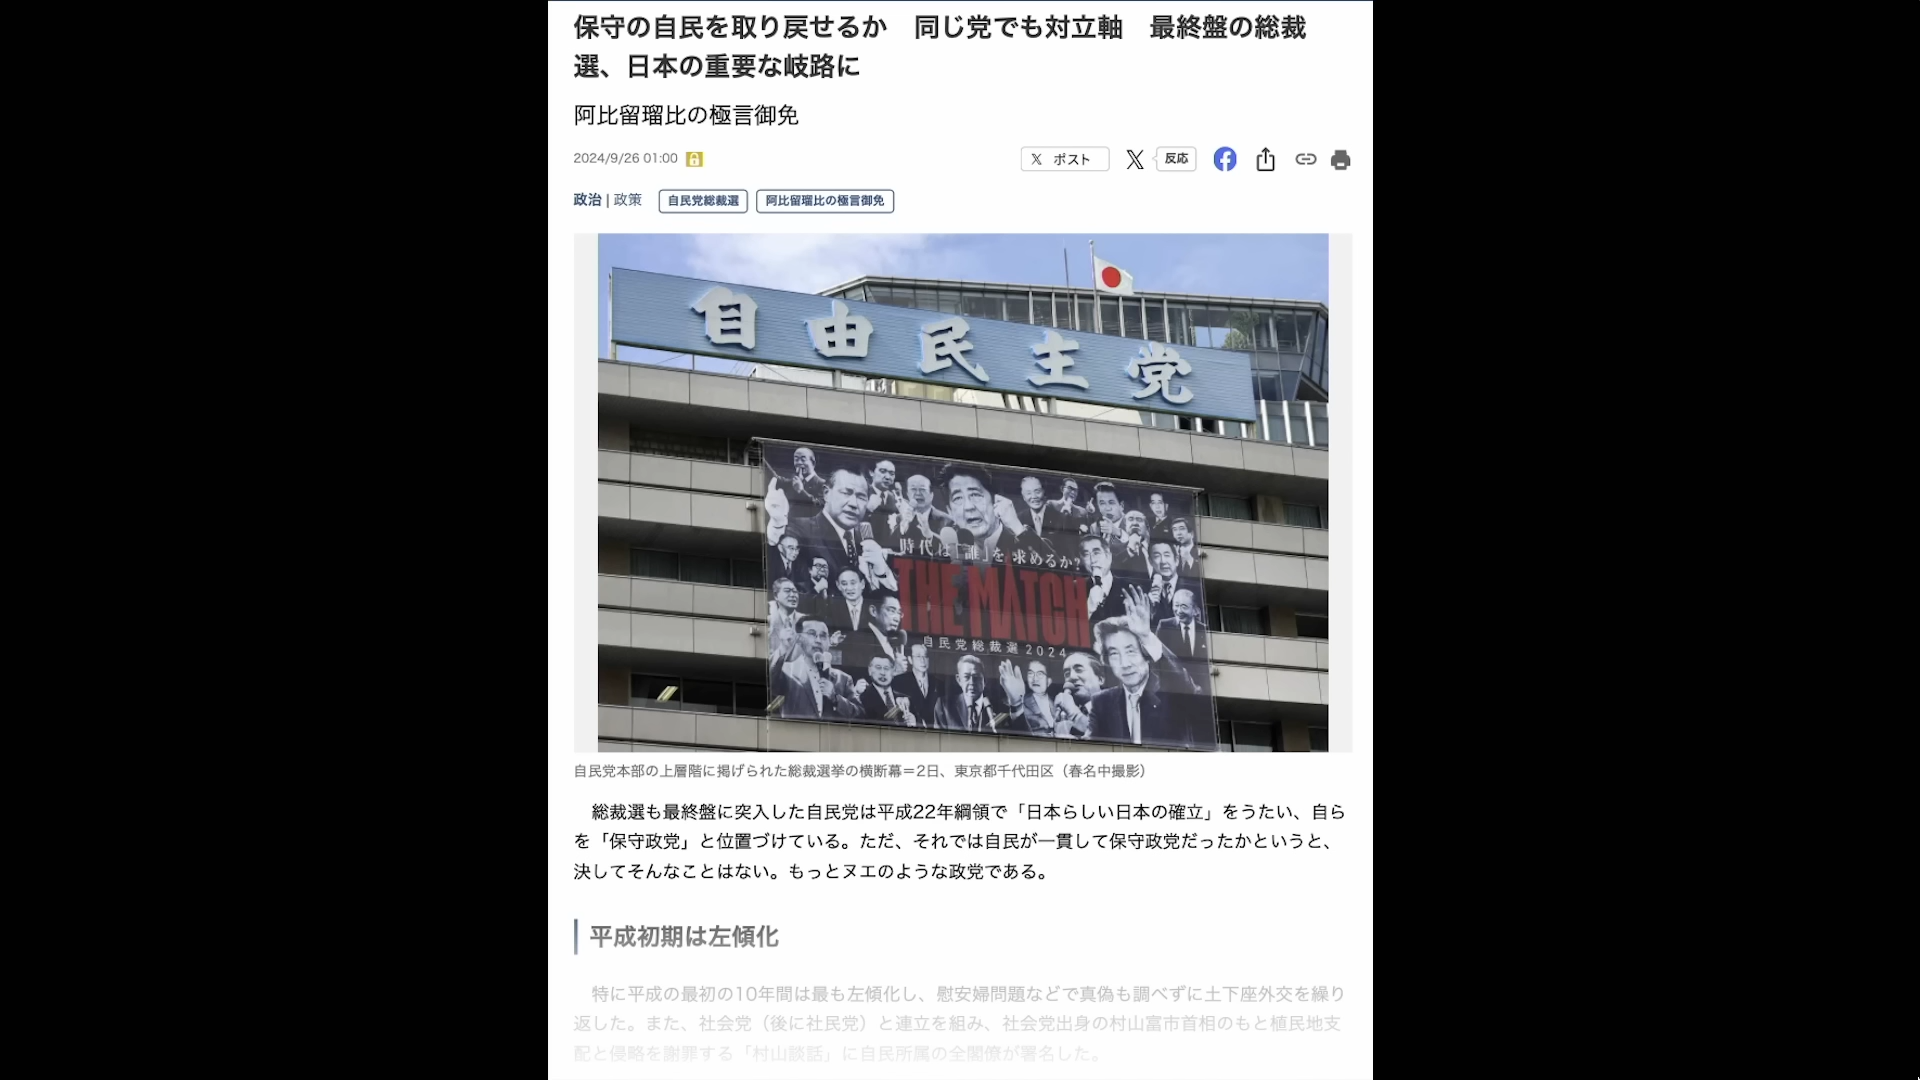 保守の自民を取り戻せるか　同じ党でも対立軸　最終盤の総裁
選、日本の重要な岐路に
阿比留瑠比の極言御免
2024/9/26 01:00
ポスト
反応
政治 | 政策
自民党総裁選
阿比留瑠比の極言御免
自由民主党
時代は「誰」を求めるか?
THE MATCH
自民党総裁選2024
自民党本部の上層階に掲げられた総裁選挙の横断幕＝2日、東京都千代田区（春名中撮影）
総裁選も最終盤に突入した自民党は平成22年綱領で「日本らしい日本の確立」をうたい、自ら
を「保守政党」と位置づけている。ただ、それでは自民が一貫して保守政党だったかというと、
決してそんなことはない。もっとヌエのような政党である。
平成初期は左傾化
特に平成の最初の10年間は最も左傾化し、慰安婦問題などで真偽も調べずに土下座外交を繰り
返した。また、社会党（後に社民党）と連立を組み、社会党出身の村山富市首相のもと植民地支
配と侵略を謝罪する「村山談話」に自民所属の全閣僚が署名した。